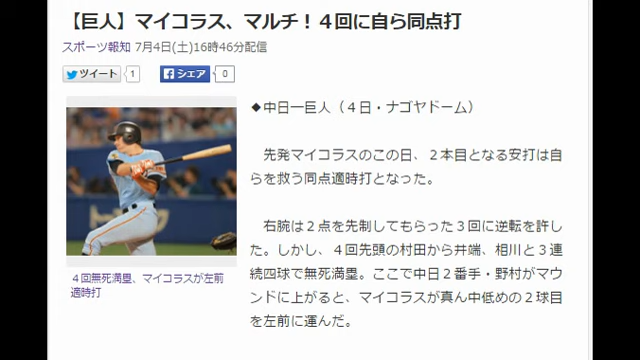 【巨人】マイコラス、マルチ！４回に自ら同点打
スポーツ報知 7月4日(土)16時46分配信
ツイート 1 シェア 0
◆中日―巨人（４日・ナゴヤドーム）
先発マイコラスのこの日、２本目となる安打は自
らを救う同点適時打となった。
右腕は２点を先制してもらった３回に逆転を許し
た。しかし、４回先頭の村田から井端、相川と３連
続四球で無死満塁。ここで中日２番手・野村がマウ
ンドに上がると、マイコラスが真ん中低めの２球目
を左前に運んだ。
４回無死満塁、マイコラスが左前
適時打